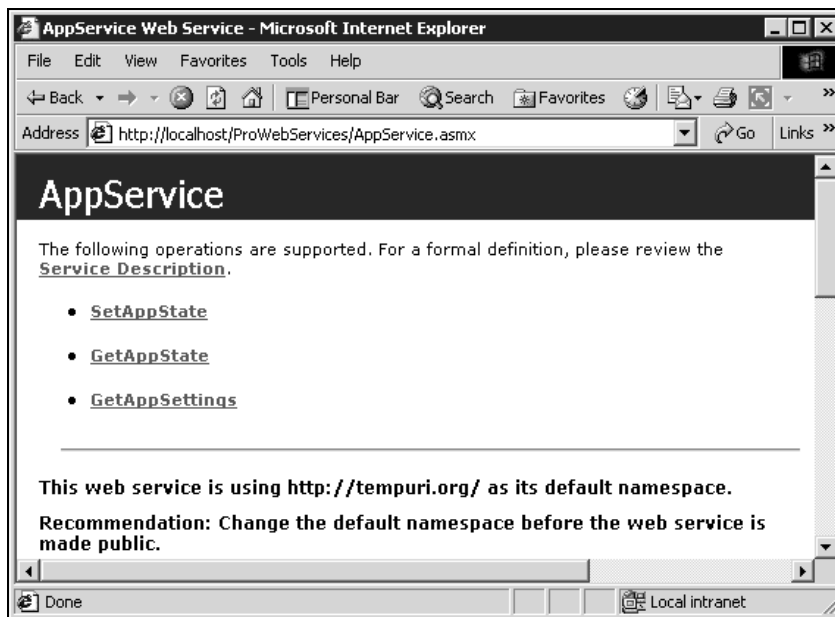 AppService Web Service - Microsoft Internet Explorer
File Edit View Favorites Tools Help
Back Personal Bar Search Favorites »
Address http://localhost/ProWebServices/AppService.asmx Go Links »
AppService
The following operations are supported. For a formal definition, please review the
Service Description.
• SetAppState
• GetAppState
• GetAppSettings
This web service is using http://tempuri.org/ as its default namespace.
Recommendation: Change the default namespace before the web service is
made public.
Done Local intranet